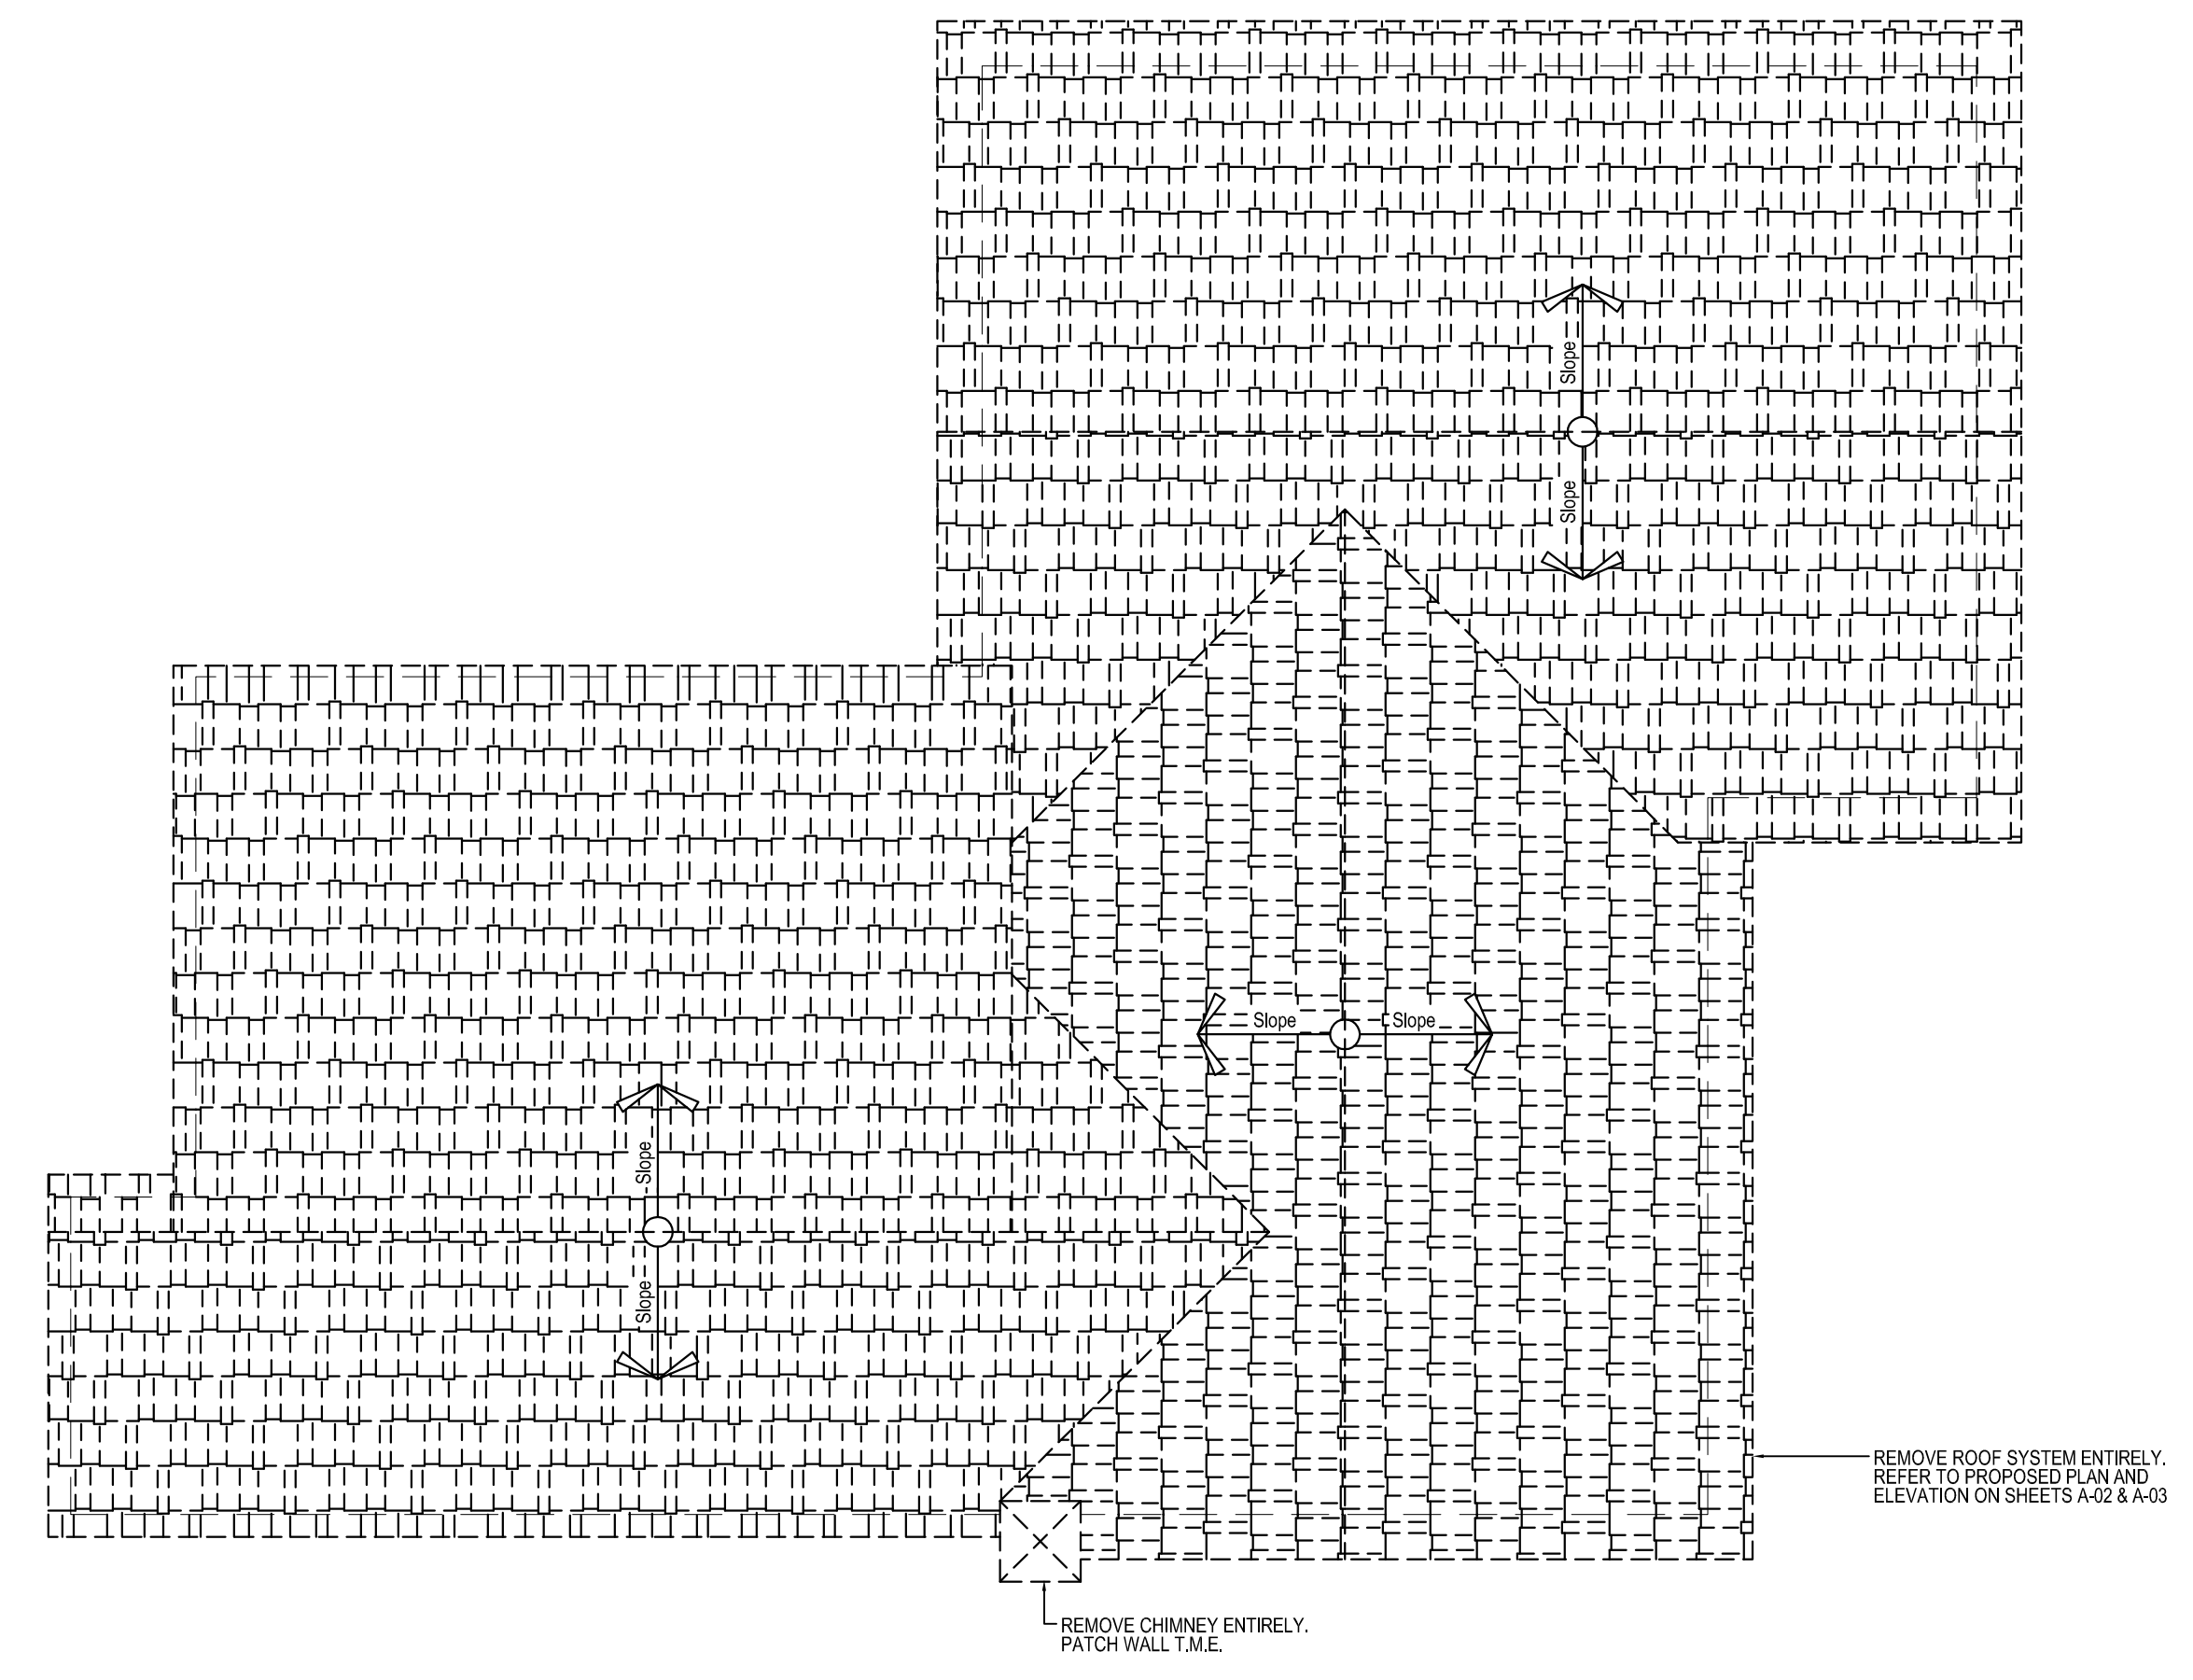 Slope
Slope
Slope
Slope
Slope
Slope
REMOVE ROOF SYSTEM ENTIRELY.
REFER TO PROPOSED PLAN AND
ELEVATION ON SHEETS A-02 & A-03
REMOVE CHIMNEY ENTIRELY.
PATCH WALL T.M.E.